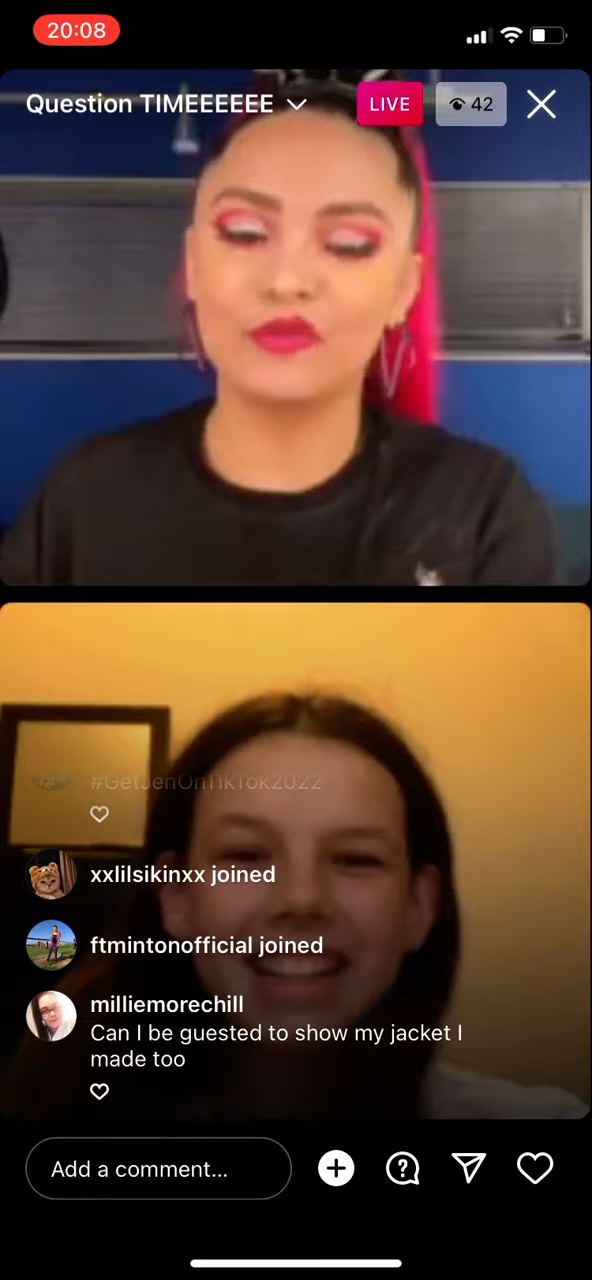 20:08
Question TIMEEEEEE
LIVE
42
#GetJenOnTikTok2022
xxlilsikinxx joined
ftmintonofficial joined
milliemorechill
Can I be guested to show my jacket I
made too
Add a comment...